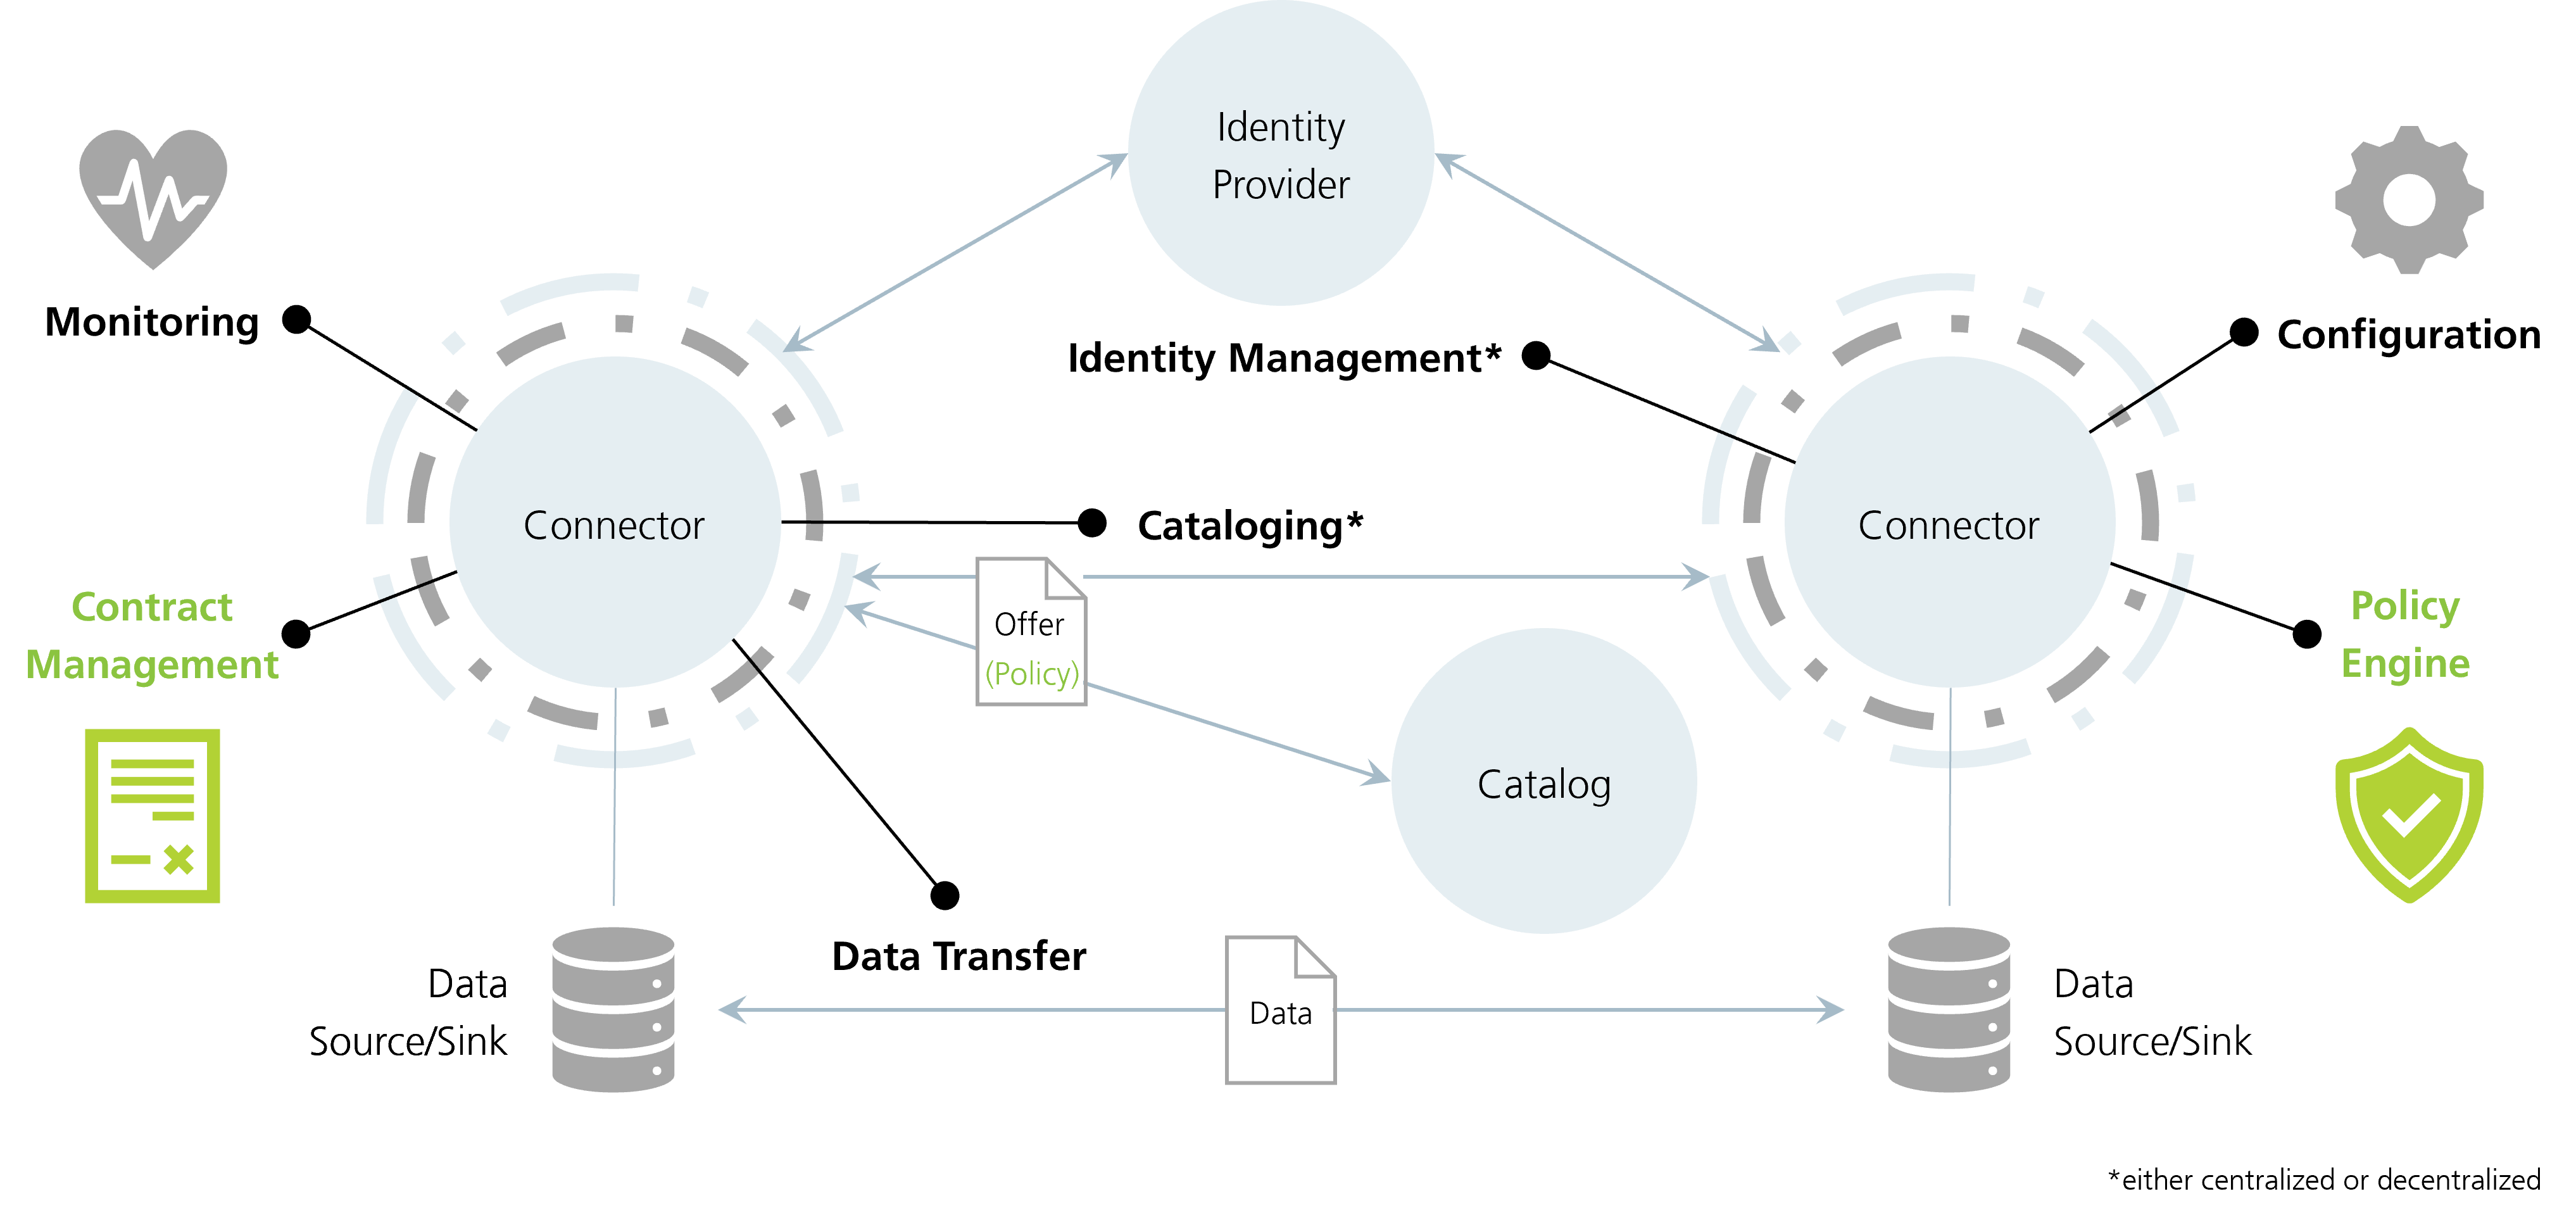 Identity
Provider
Monitoring
Identity Management*
Configuration
Connector
Cataloging*
Connector
Contract
Management
Offer
(Policy)
Policy
Engine
Catalog
Data Transfer
Data
Source/Sink
Data
Data
Source/Sink
*either centralized or decentralized